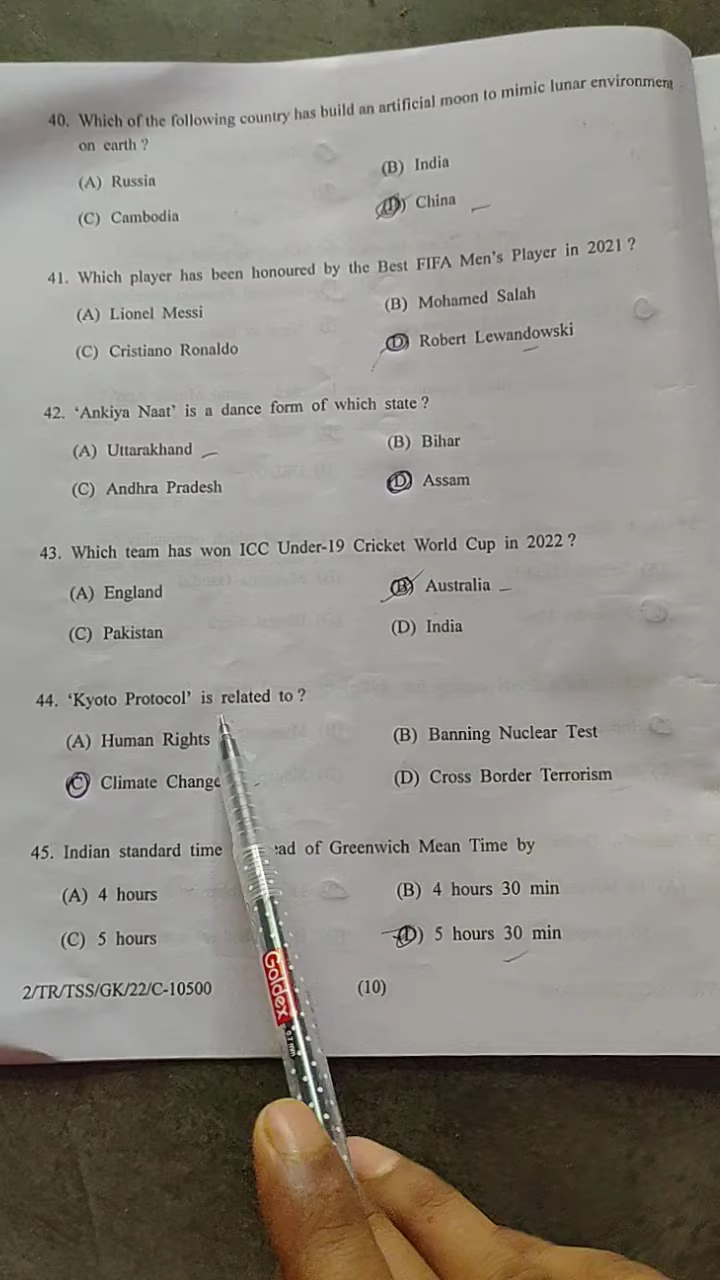 40. Which of the following country has build an artificial moon to mimic lunar environment
on earth ?
(A) Russia (B) India
(C) Cambodia (D) China
41. Which player has been honoured by the Best FIFA Men's Player in 2021 ?
(A) Lionel Messi (B) Mohamed Salah
(C) Cristiano Ronaldo (D) Robert Lewandowski
42. 'Ankiya Naat' is a dance form of which state ?
(A) Uttarakhand (B) Bihar
(C) Andhra Pradesh (D) Assam
43. Which team has won ICC Under-19 Cricket World Cup in 2022 ?
(A) England (B) Australia
(C) Pakistan (D) India
44. 'Kyoto Protocol' is related to ?
(A) Human Rights (B) Banning Nuclear Test
(C) Climate Change (D) Cross Border Terrorism
45. Indian standard time ead of Greenwich Mean Time by
(A) 4 hours (B) 4 hours 30 min
(C) 5 hours (D) 5 hours 30 min
2/TR/TSS/GK/22/C-10500 (10)
Goldex 0.7 mm